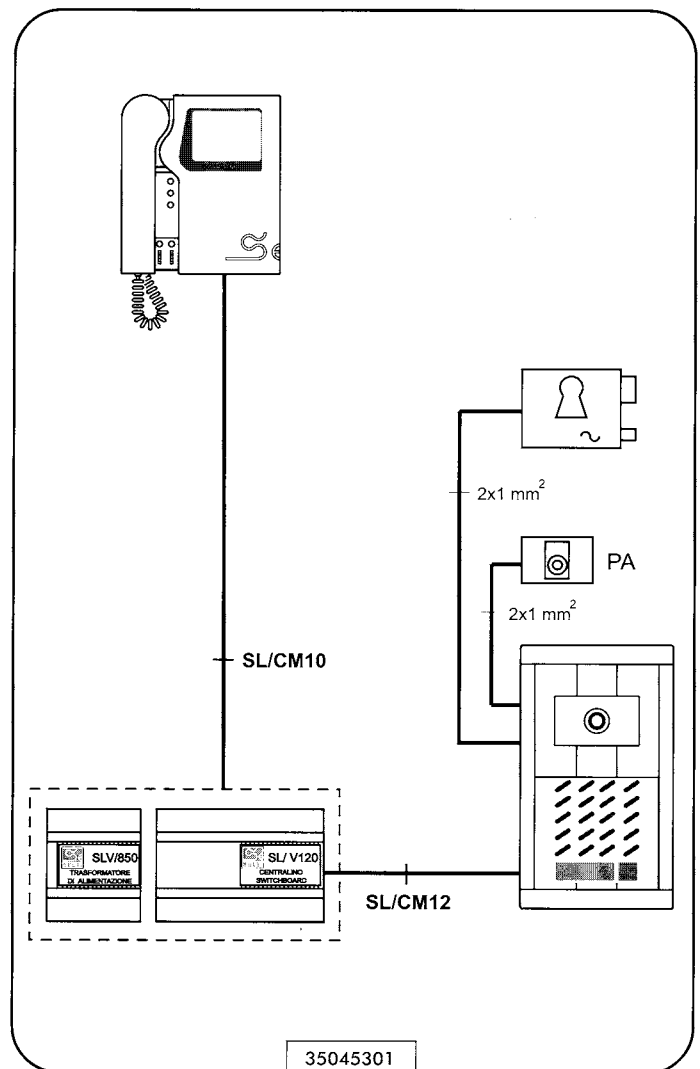 2x1 mm²
PA
2x1 mm²
SL/CM10
SLV/850
TRASFORMATORE
DI ALIMENTAZIONE
SL/ V120
CENTRALINO
SWITCHBOARD
SL/CM12
35045301